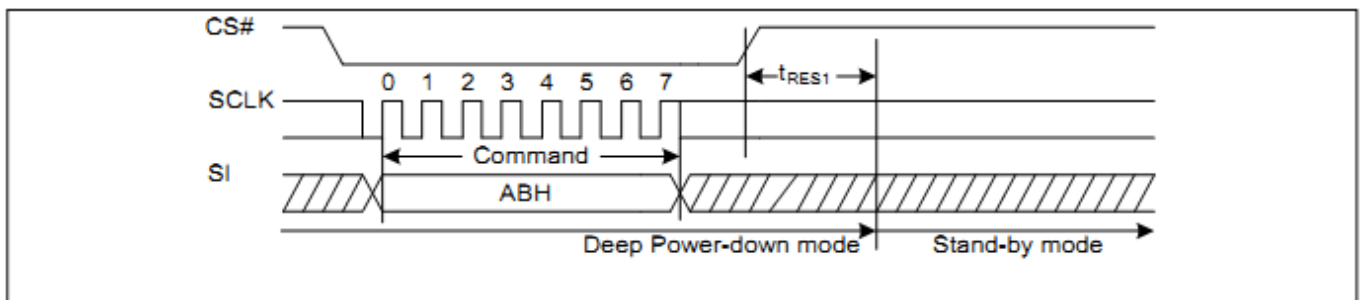 CS#
tRES1
0 1 2 3 4 5 6 7
SCLK
Command
SI
ABH
Deep Power-down mode Stand-by mode